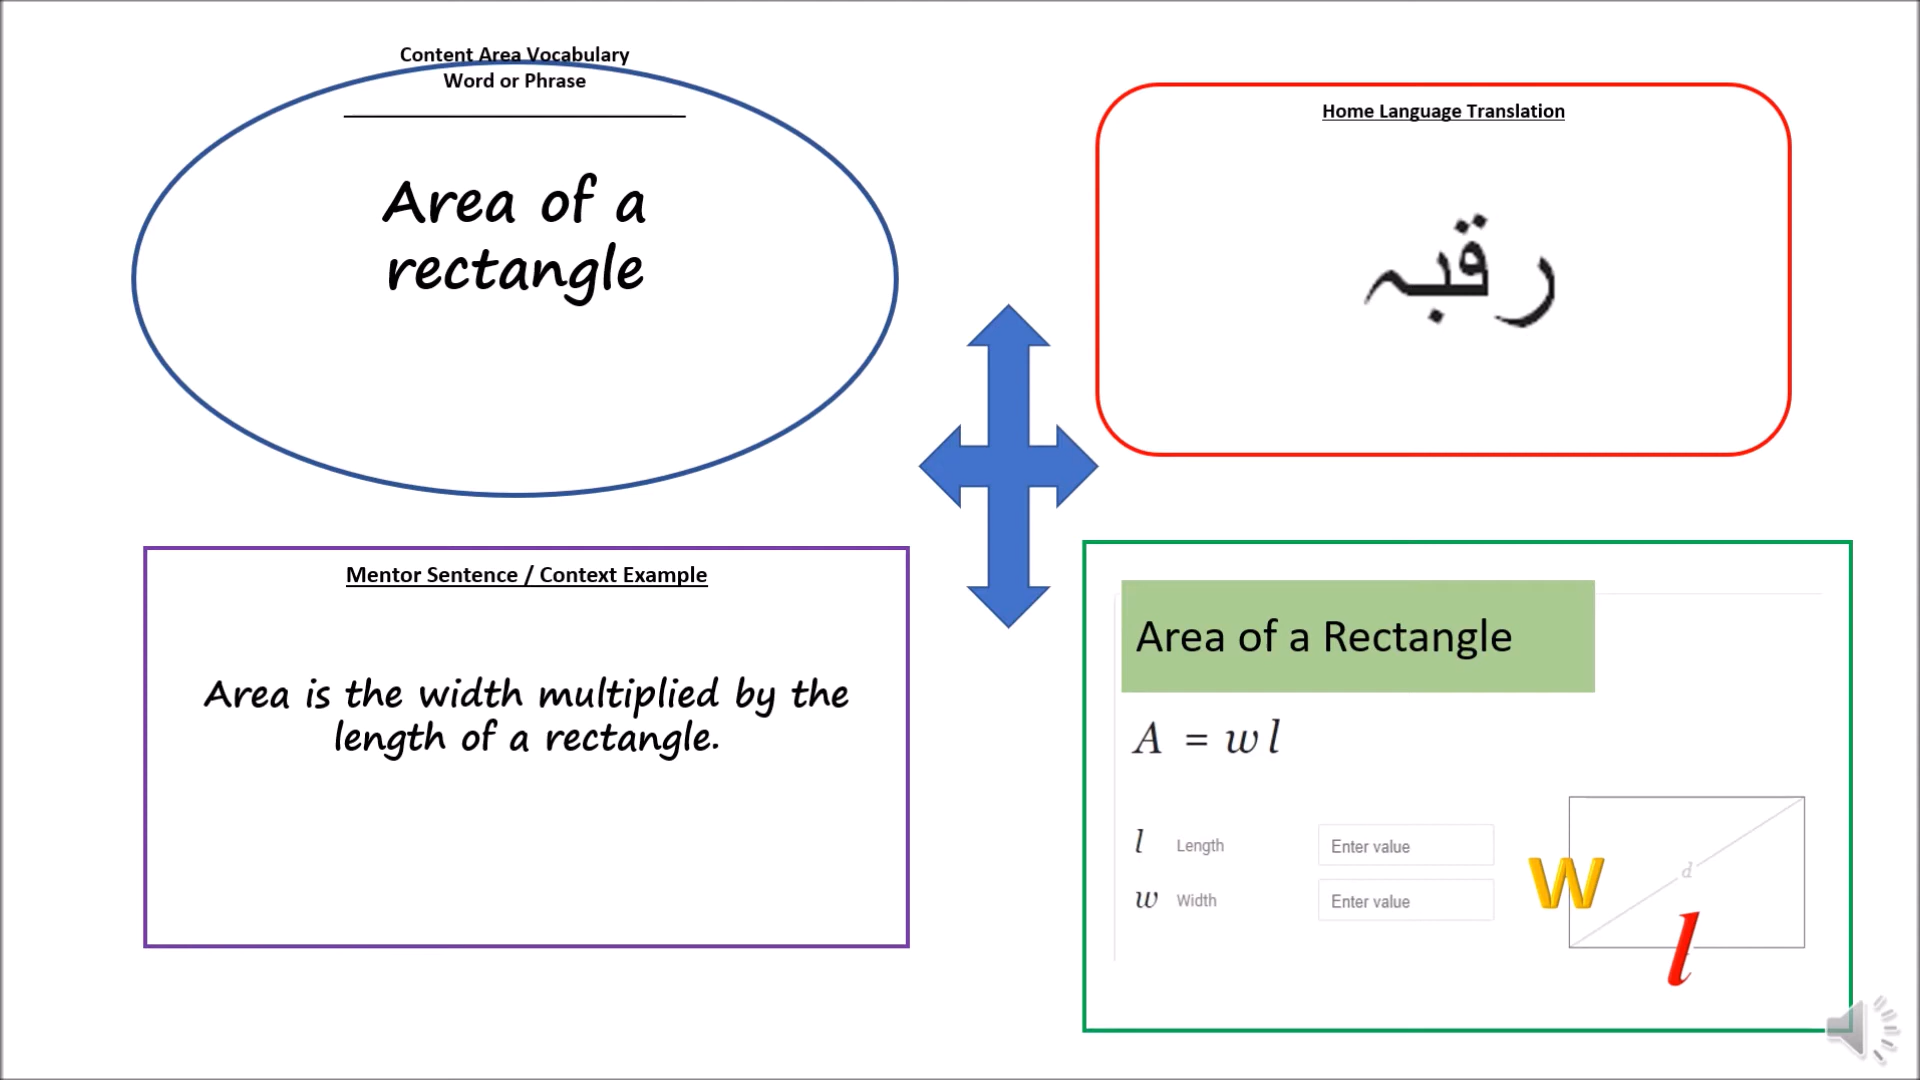 Content Area Vocabulary
Word or Phrase
Area of a
rectangle
Home Language Translation
رقبہ
Mentor Sentence / Context Example
Area is the width multiplied by the
length of a rectangle.
Area of a Rectangle
A = w l
l Length Enter value
w Width Enter value
d
W
l